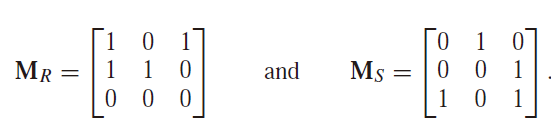 M_R = [1 0 1; 1 1 0; 0 0 0] and M_S = [0 1 0; 0 0 1; 1 0 1].